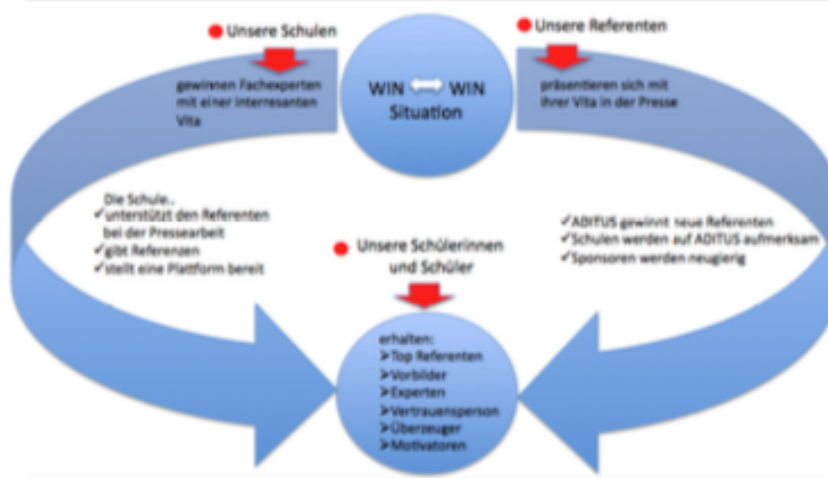 Unsere Schulen
gewinnen Fachexperten
mit einer interresanten
Vita
WIN WIN
Situation
Unsere Referenten
präsentieren sich mit
ihrer Vita in der Presse
Die Schule..
✓unterstützt den Referenten
bei der Pressearbeit
✓gibt Referenzen
✓stellt eine Plattform bereit
✓ADITUS gewinnt neue Referenten
✓Schulen werden auf ADITUS aufmerksam
✓Sponsoren werden neugierig
Unsere Schülerinnen
und Schüler
erhalten:
➢Top Referenten
➢Vorbilder
➢Experten
➢Vertrauensperson
➢Überzeuger
➢Motivatoren